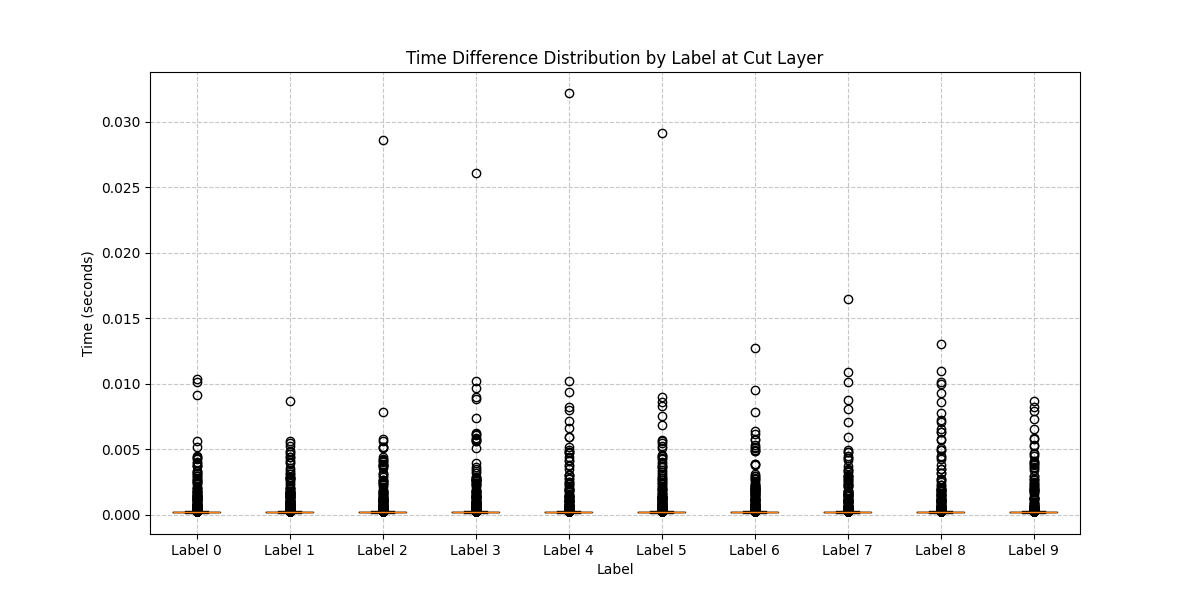 Time Difference Distribution by Label at Cut Layer
0.030
0.025
0.020
0.015
0.010
0.005
0.000
Time (seconds)
Label 0 Label 1 Label 2 Label 3 Label 4 Label 5 Label 6 Label 7 Label 8 Label 9
Label